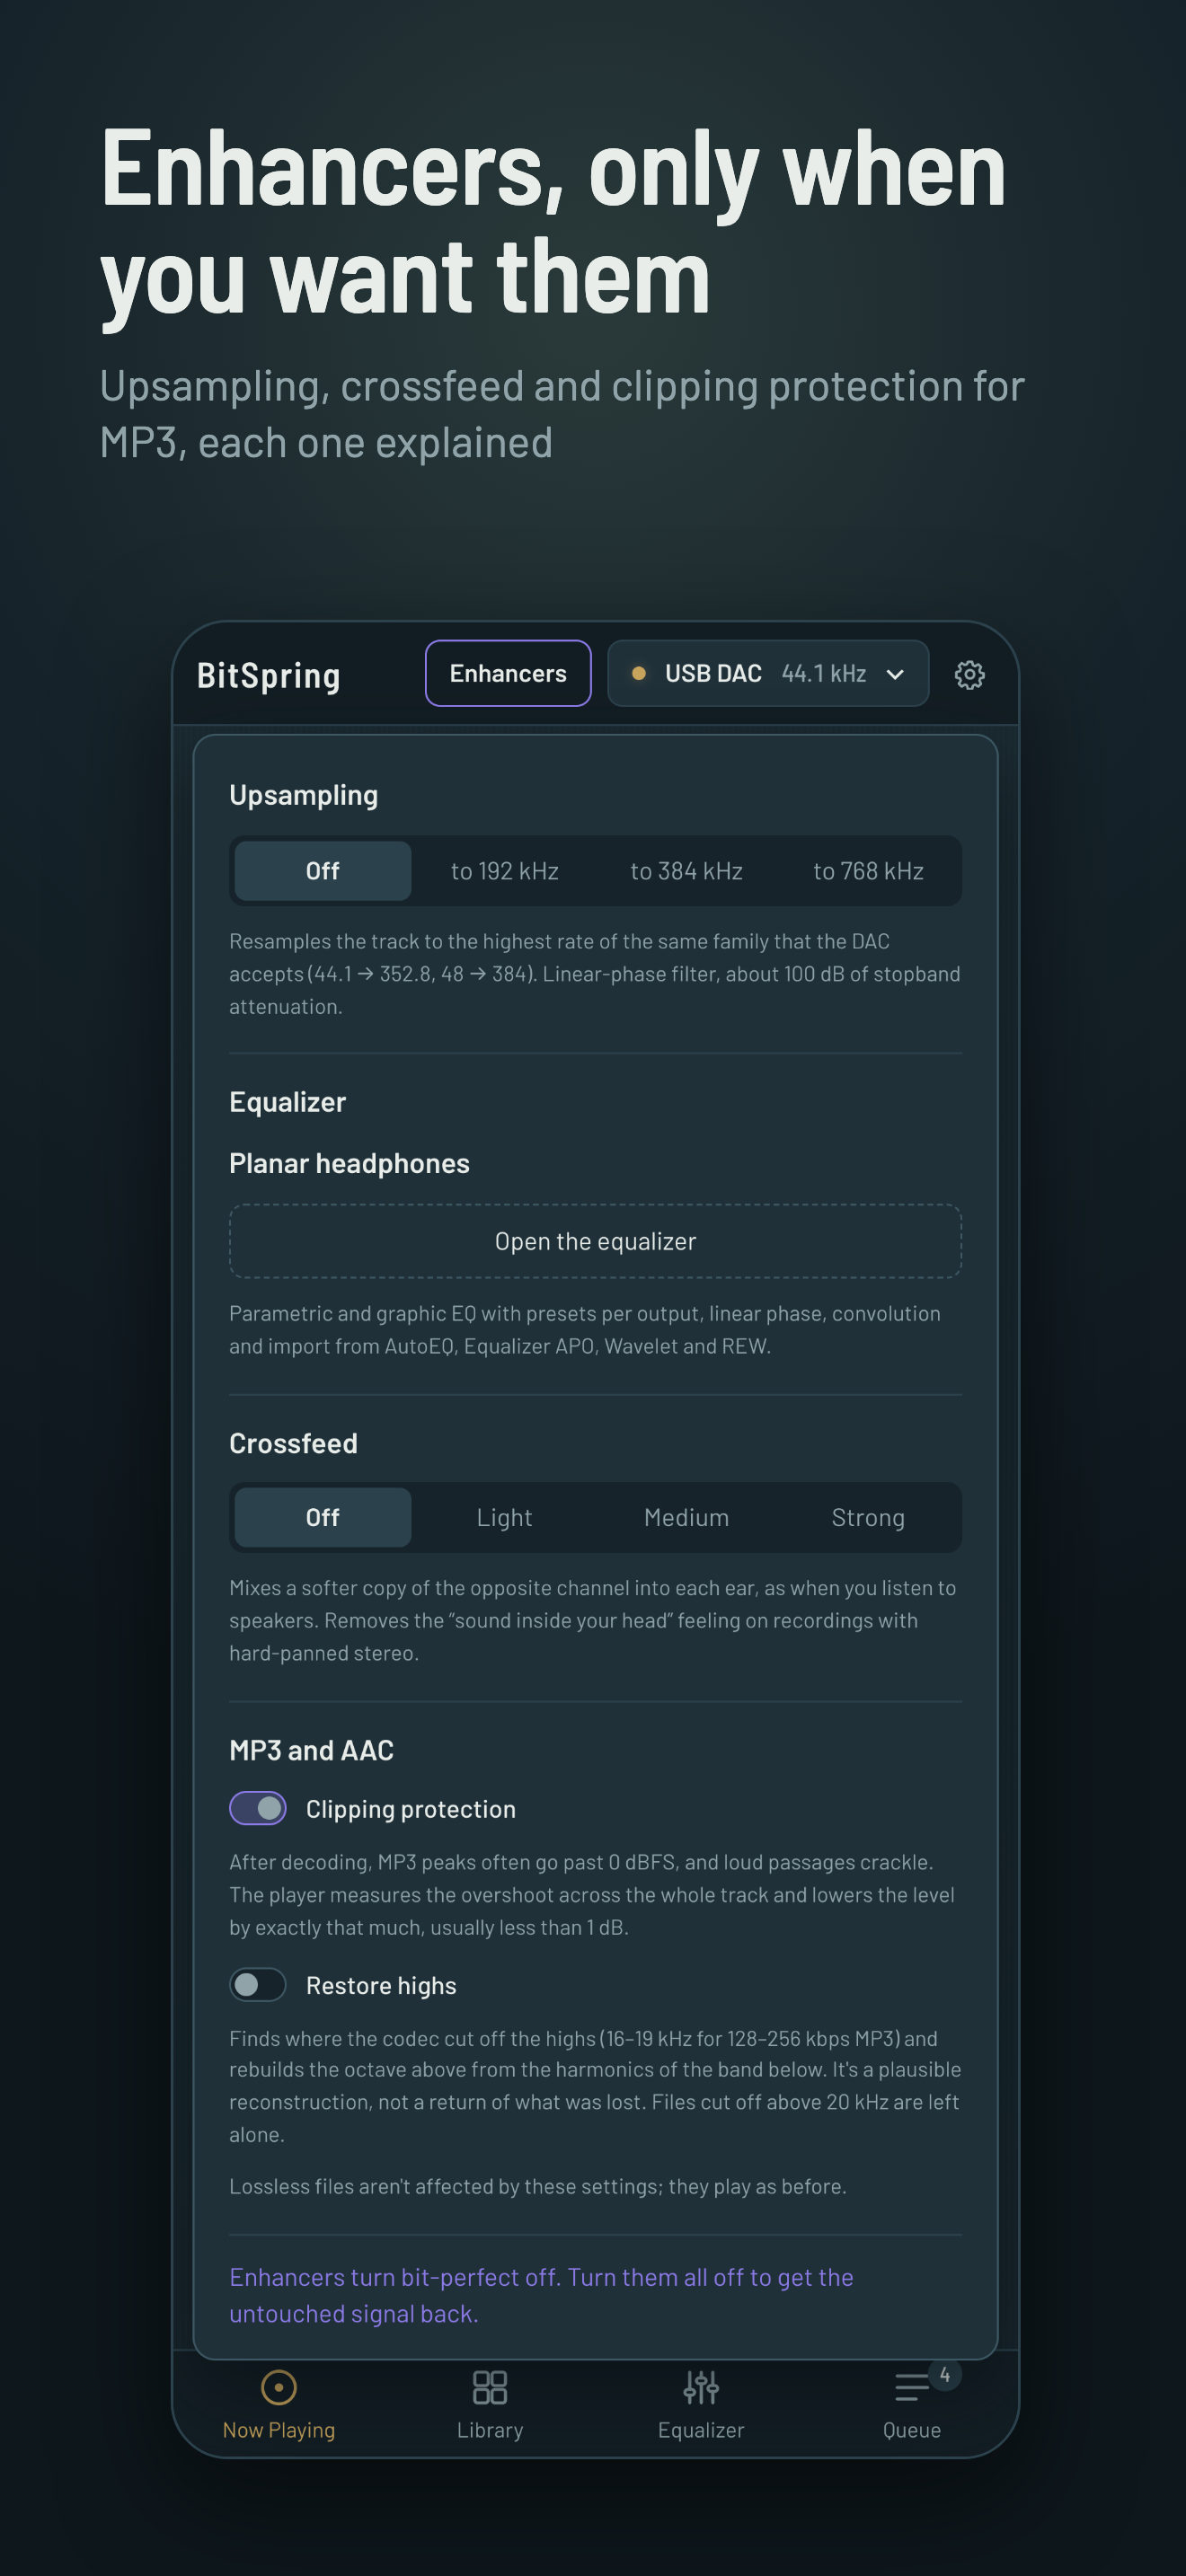 Enhancers, only when
you want them
Upsampling, crossfeed and clipping protection for
MP3, each one explained
BitSpring
Enhancers
USB DAC 44.1 kHz
Upsampling
Off to 192 kHz to 384 kHz to 768 kHz
Resamples the track to the highest rate of the same family that the DAC
accepts (44.1 → 352.8, 48 → 384). Linear-phase filter, about 100 dB of stopband
attenuation.
Equalizer
Planar headphones
Open the equalizer
Parametric and graphic EQ with presets per output, linear phase, convolution
and import from AutoEQ, Equalizer APO, Wavelet and REW.
Crossfeed
Off Light Medium Strong
Mixes a softer copy of the opposite channel into each ear, as when you listen to
speakers. Removes the “sound inside your head” feeling on recordings with
hard-panned stereo.
MP3 and AAC
Clipping protection
After decoding, MP3 peaks often go past 0 dBFS, and loud passages crackle.
The player measures the overshoot across the whole track and lowers the level
by exactly that much, usually less than 1 dB.
Restore highs
Finds where the codec cut off the highs (16–19 kHz for 128–256 kbps MP3) and
rebuilds the octave above from the harmonics of the band below. It's a plausible
reconstruction, not a return of what was lost. Files cut off above 20 kHz are left
alone.
Lossless files aren't affected by these settings; they play as before.
Enhancers turn bit-perfect off. Turn them all off to get the
untouched signal back.
4
Now Playing Library Equalizer Queue